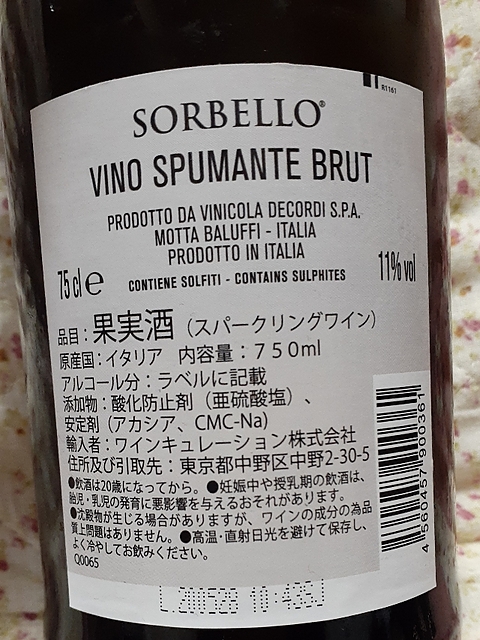 R1161
SORBELLO®
VINO SPUMANTE BRUT
PRODOTTO DA VINICOLA DECORDI S.P.A.
MOTTA BALUFFI - ITALIA
PRODOTTO IN ITALIA
75 cl e
CONTIENE SOLFITI - CONTAINS SULPHITES
11% vol
品目：果実酒（スパークリングワイン）
原産国：イタリア 内容量：７５０ml
アルコール分：ラベルに記載
添加物：酸化防止剤（亜硫酸塩）、
安定剤（アカシア、CMC-Na）
輸入者：ワインキュレーション株式会社
住所及び引取先：東京都中野区中野2-30-5
●飲酒は20歳になってから。●妊娠中や授乳期の飲酒は、
胎児・乳児の発育に悪影響を与えるおそれがあります。
●沈殿物が生じる場合がありますが、ワインの成分の為品
質上問題はありません。●高温・直射日光を避けて保存し、
よく冷やしてお飲みください。
Q0065
4 560457 900361